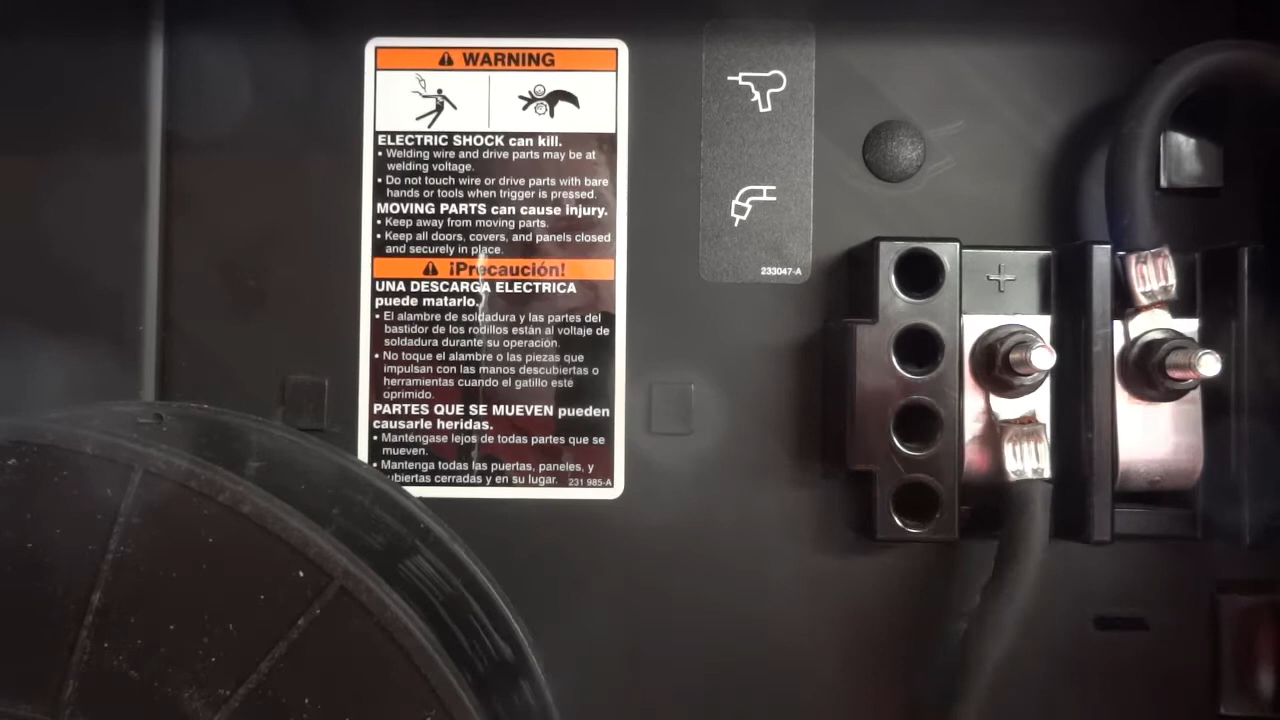 WARNING
ELECTRIC SHOCK can kill.
• Welding wire and drive parts may be at
welding voltage.
• Do not touch wire or drive parts with bare
hands or tools when trigger is pressed.
MOVING PARTS can cause injury.
• Keep away from moving parts.
• Keep all doors, covers, and panels closed
and securely in place.
¡Precaución!
UNA DESCARGA ELECTRICA
puede matarlo.
• El alambre de soldadura y las partes del
bastidor de los rodillos están al voltaje de
soldadura durante su operación.
• No toque el alambre o las piezas que
impulsan con las manos descubiertas o
herramientas cuando el gatillo esté
oprimido.
PARTES QUE SE MUEVEN pueden
causarle heridas.
• Manténgase lejos de todas partes que se
mueven.
• Mantenga todas las puertas, paneles, y
ubiertas cerradas y en su lugar. 231 985-A
233047-A
+